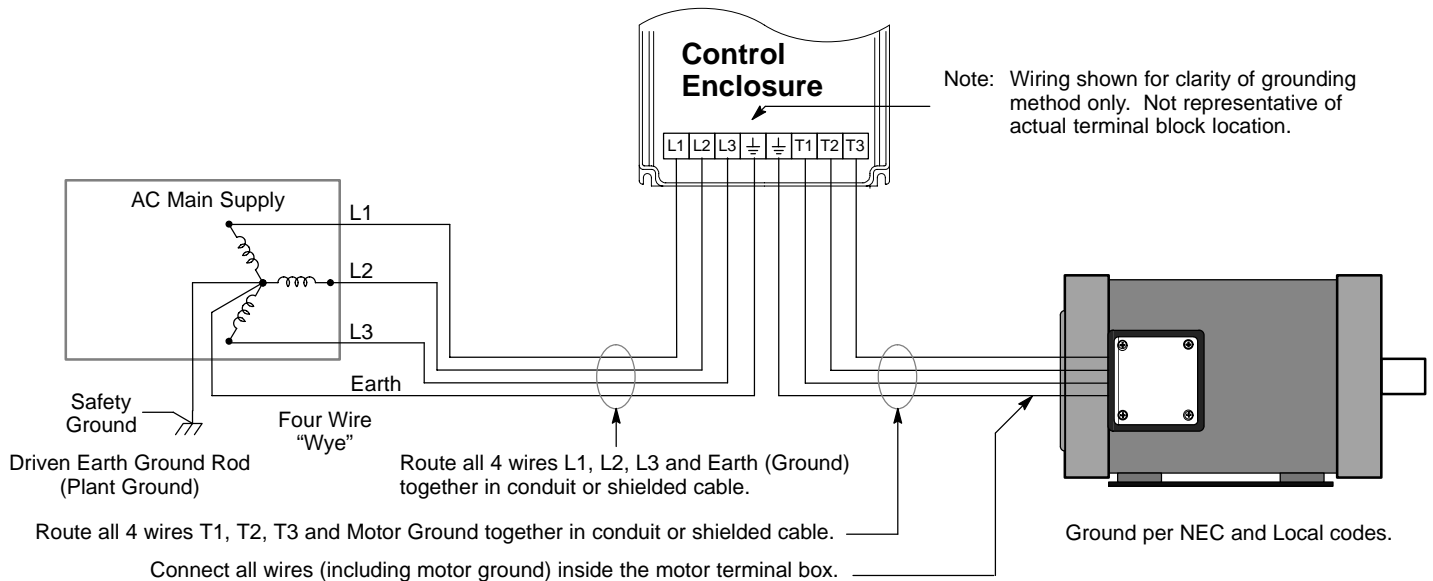 Control
Enclosure
Note: Wiring shown for clarity of grounding
method only. Not representative of
actual terminal block location.
L1 L2 L3 T1 T2 T3
AC Main Supply
L1
L2
L3
Earth
Safety
Ground
Four Wire
“Wye”
Driven Earth Ground Rod
(Plant Ground)
Route all 4 wires L1, L2, L3 and Earth (Ground)
together in conduit or shielded cable.
Route all 4 wires T1, T2, T3 and Motor Ground together in conduit or shielded cable.
Ground per NEC and Local codes.
Connect all wires (including motor ground) inside the motor terminal box.